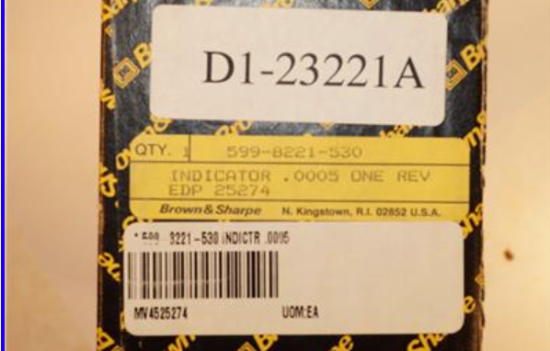 D1-23221A
QTY. 1 599-8221-530
INDICATOR .0005 ONE REV
EDP 25274
Brown & Sharpe N. Kingstown, R.I. 02852 U.S.A.
8221-530 INDICTR .0005
MV4525274 UOM:EA
Sharpe